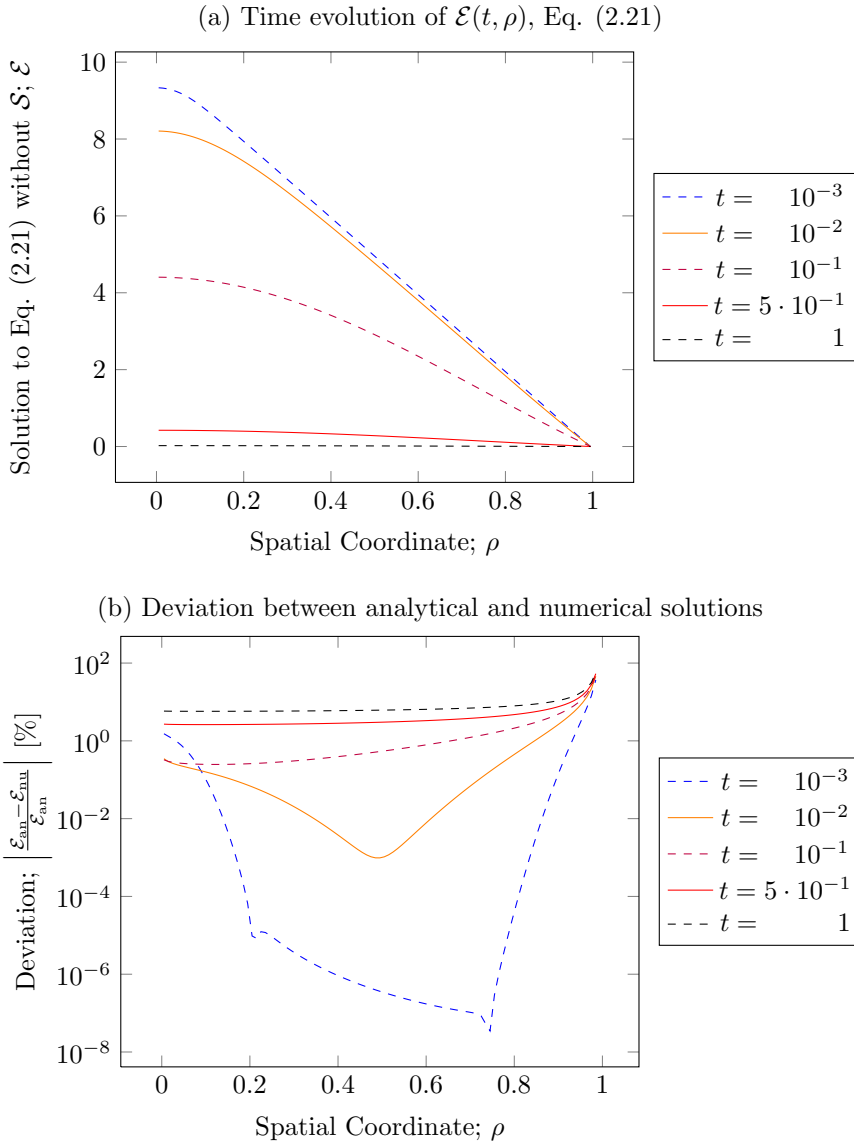 (a) Time evolution of ℰ(t, ρ), Eq. (2.21)
Solution to Eq. (2.21) without 𝒮; ℰ
10
8
6
4
2
0
0 0.2 0.4 0.6 0.8 1
Spatial Coordinate; ρ
t = 10⁻³
t = 10⁻²
t = 10⁻¹
t = 5 · 10⁻¹
t = 1
(b) Deviation between analytical and numerical solutions
Deviation; |(ℰ_an − ℰ_nu)/ℰ_an| [%]
10²
10⁰
10⁻²
10⁻⁴
10⁻⁶
10⁻⁸
0 0.2 0.4 0.6 0.8 1
Spatial Coordinate; ρ
t = 10⁻³
t = 10⁻²
t = 10⁻¹
t = 5 · 10⁻¹
t = 1